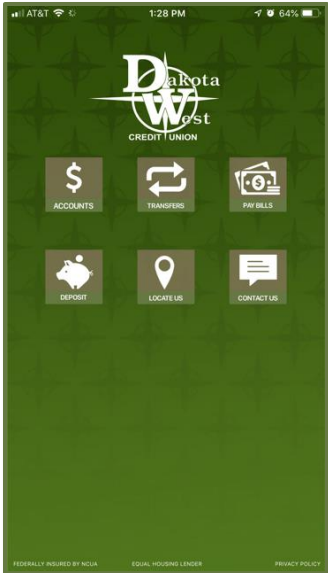 AT&T 1:28 PM 64%
Dakota
West
CREDIT UNION
ACCOUNTS TRANSFERS PAY BILLS
DEPOSIT LOCATE US CONTACT US
FEDERALLY INSURED BY NCUA EQUAL HOUSING LENDER PRIVACY POLICY